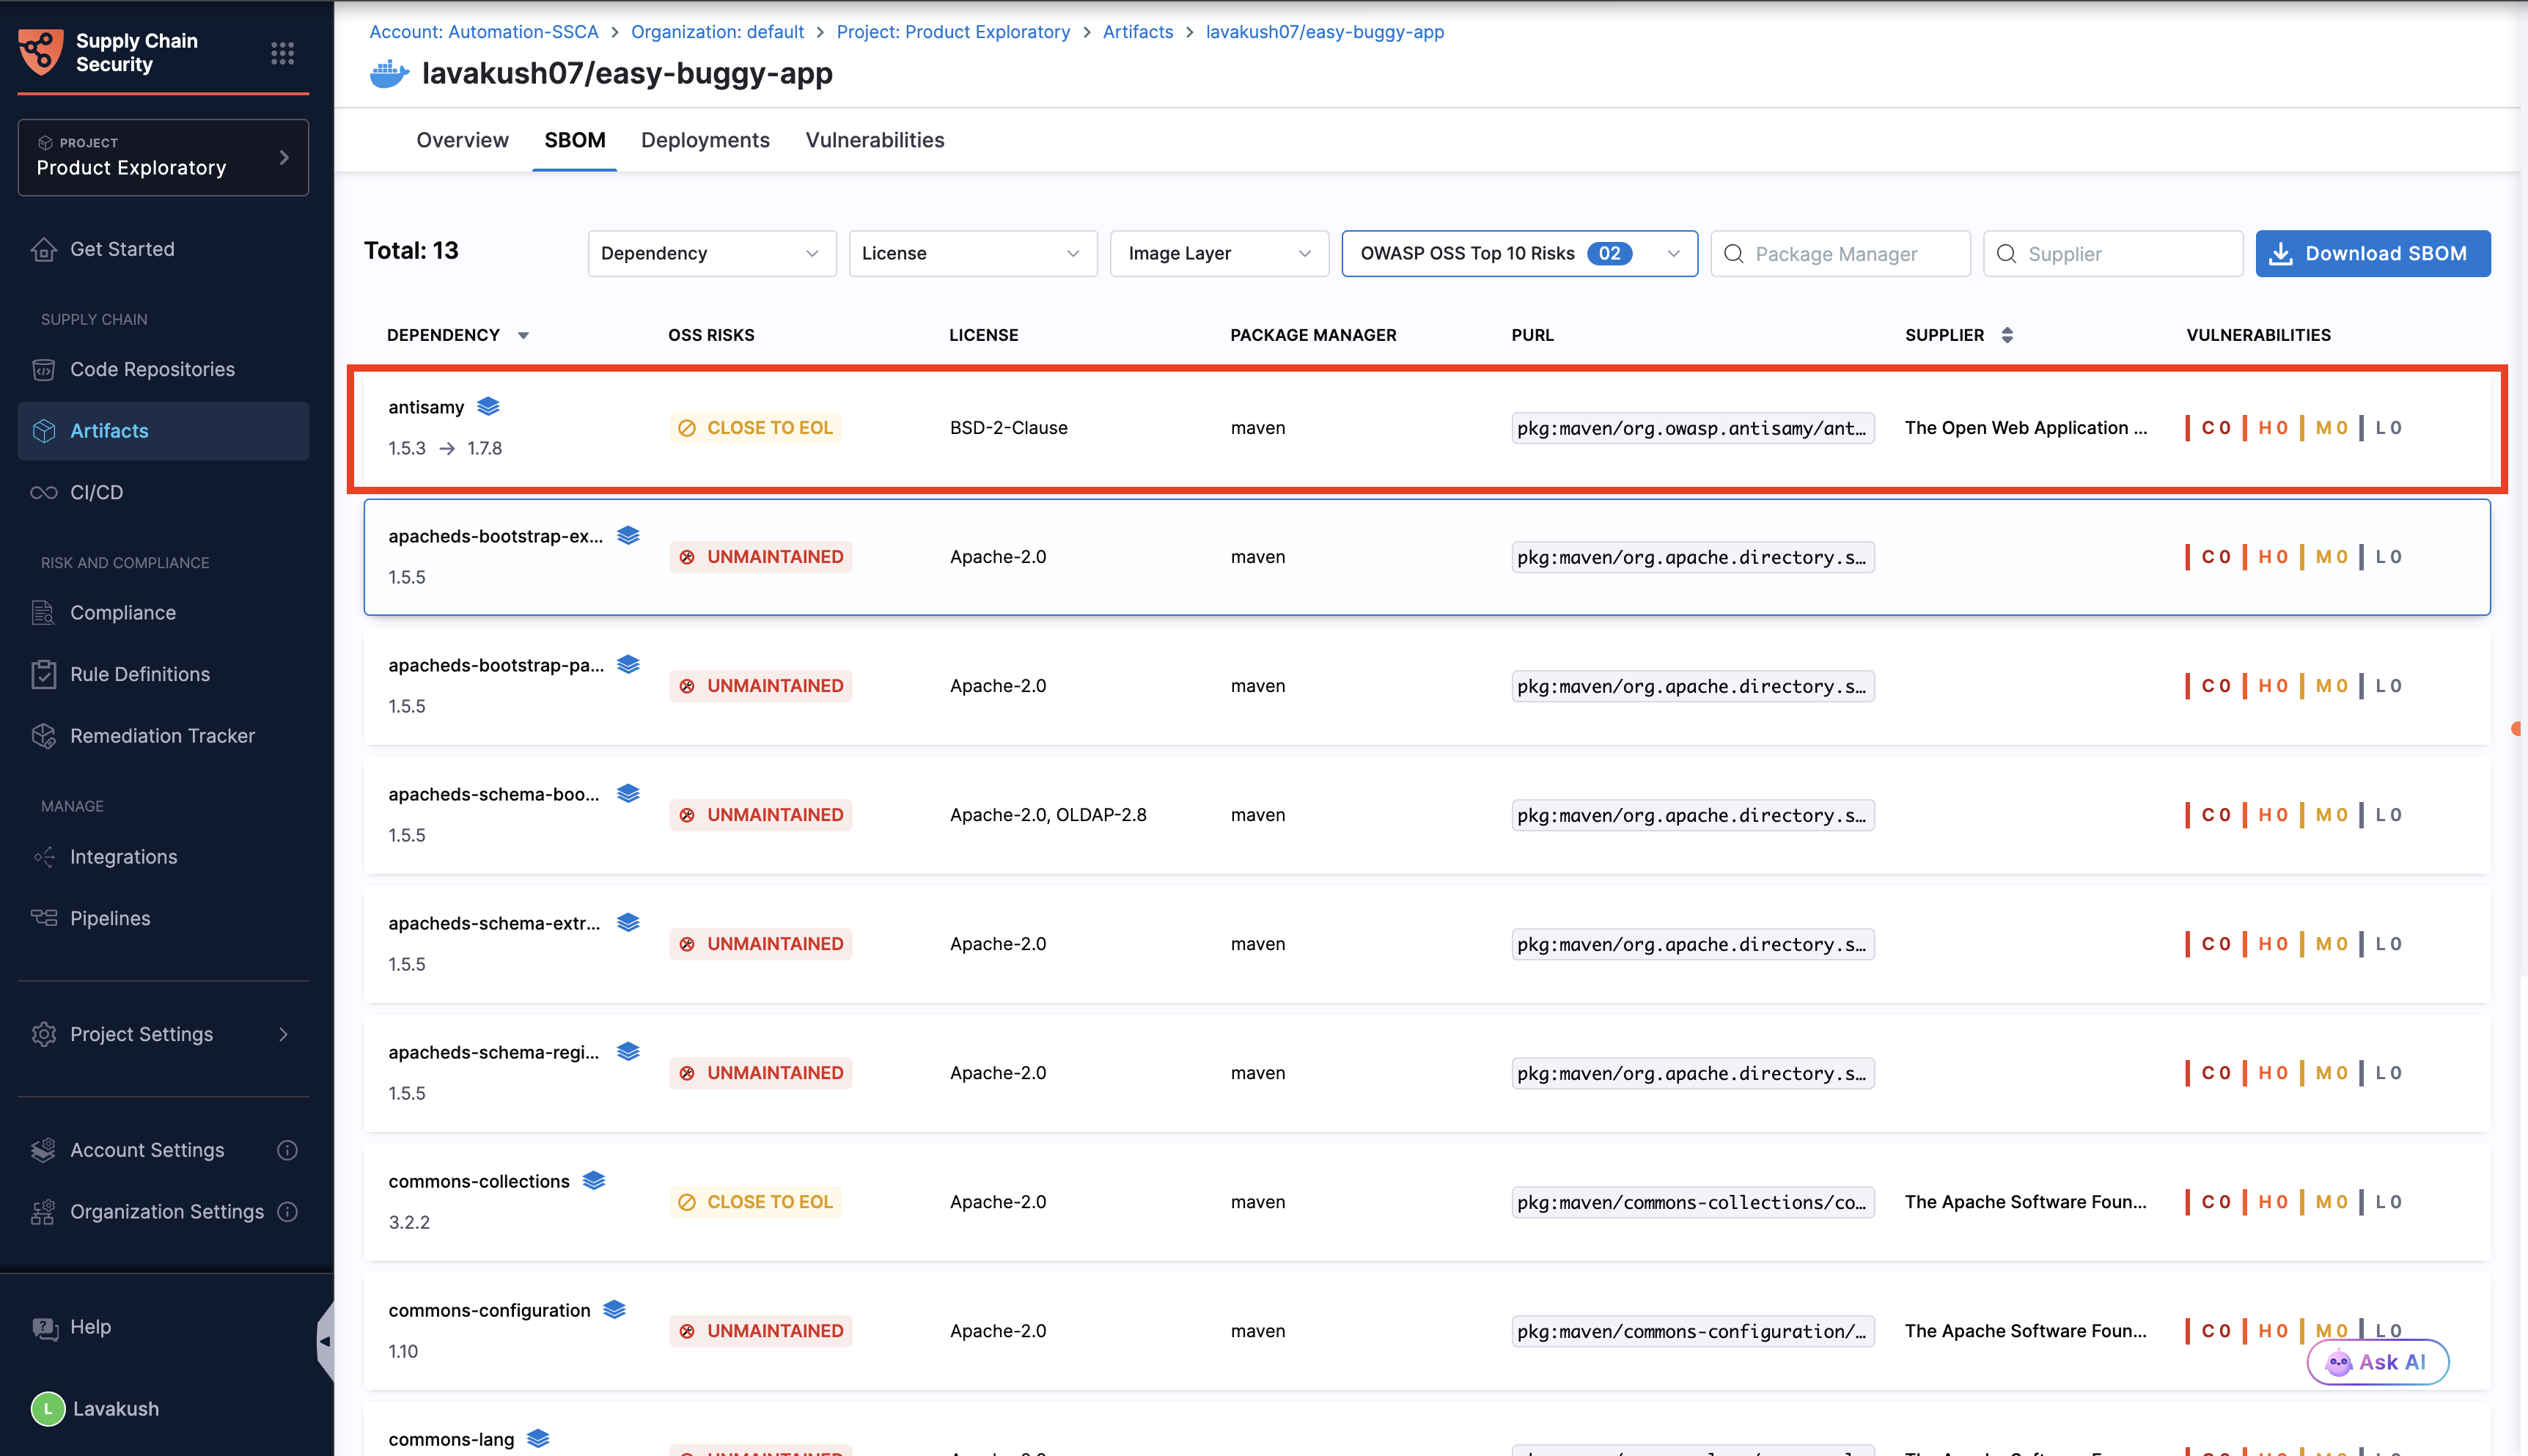 Supply Chain
Security
PROJECT
Product Exploratory
Get Started
SUPPLY CHAIN
Code Repositories
Artifacts
CI/CD
RISK AND COMPLIANCE
Compliance
Rule Definitions
Remediation Tracker
MANAGE
Integrations
Pipelines
Project Settings
Account Settings
Organization Settings
Help
L Lavakush
Account: Automation-SSCA > Organization: default > Project: Product Exploratory > Artifacts > lavakush07/easy-buggy-app
lavakush07/easy-buggy-app
Overview SBOM Deployments Vulnerabilities
Total: 13 Dependency License Image Layer OWASP OSS Top 10 Risks 02 Package Manager Supplier Download SBOM
DEPENDENCY OSS RISKS LICENSE PACKAGE MANAGER PURL SUPPLIER VULNERABILITIES
antisamy
CLOSE TO EOL BSD-2-Clause maven pkg:maven/org.owasp.antisamy/ant… The Open Web Application ... C 0 H 0 M 0 L 0
1.5.3 → 1.7.8
apacheds-bootstrap-ex...
UNMAINTAINED Apache-2.0 maven pkg:maven/org.apache.directory.s… C 0 H 0 M 0 L 0
1.5.5
apacheds-bootstrap-pa...
UNMAINTAINED Apache-2.0 maven pkg:maven/org.apache.directory.s… C 0 H 0 M 0 L 0
1.5.5
apacheds-schema-boo...
UNMAINTAINED Apache-2.0, OLDAP-2.8 maven pkg:maven/org.apache.directory.s… C 0 H 0 M 0 L 0
1.5.5
apacheds-schema-extr...
UNMAINTAINED Apache-2.0 maven pkg:maven/org.apache.directory.s… C 0 H 0 M 0 L 0
1.5.5
apacheds-schema-regi...
UNMAINTAINED Apache-2.0 maven pkg:maven/org.apache.directory.s… C 0 H 0 M 0 L 0
1.5.5
commons-collections
CLOSE TO EOL Apache-2.0 maven pkg:maven/commons-collections/co… The Apache Software Foun... C 0 H 0 M 0 L 0
3.2.2
commons-configuration
UNMAINTAINED Apache-2.0 maven pkg:maven/commons-configuration/… The Apache Software Foun... C 0 H 0 M 0 L 0
1.10
Ask AI
commons-lang